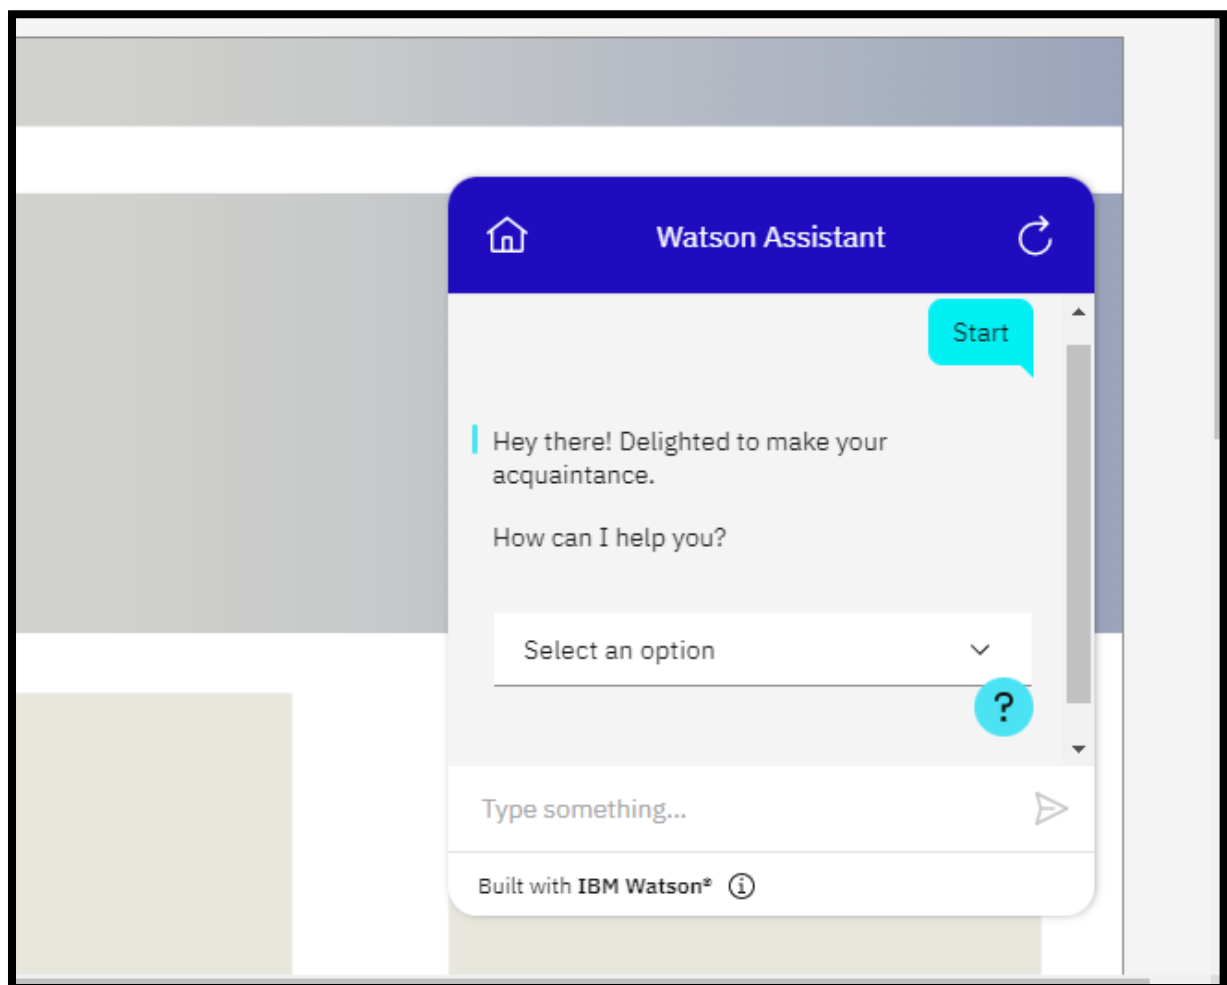 Watson Assistant
Start
Hey there! Delighted to make your
acquaintance.
How can I help you?
Select an option
?
Type something...
Built with IBM Watson®